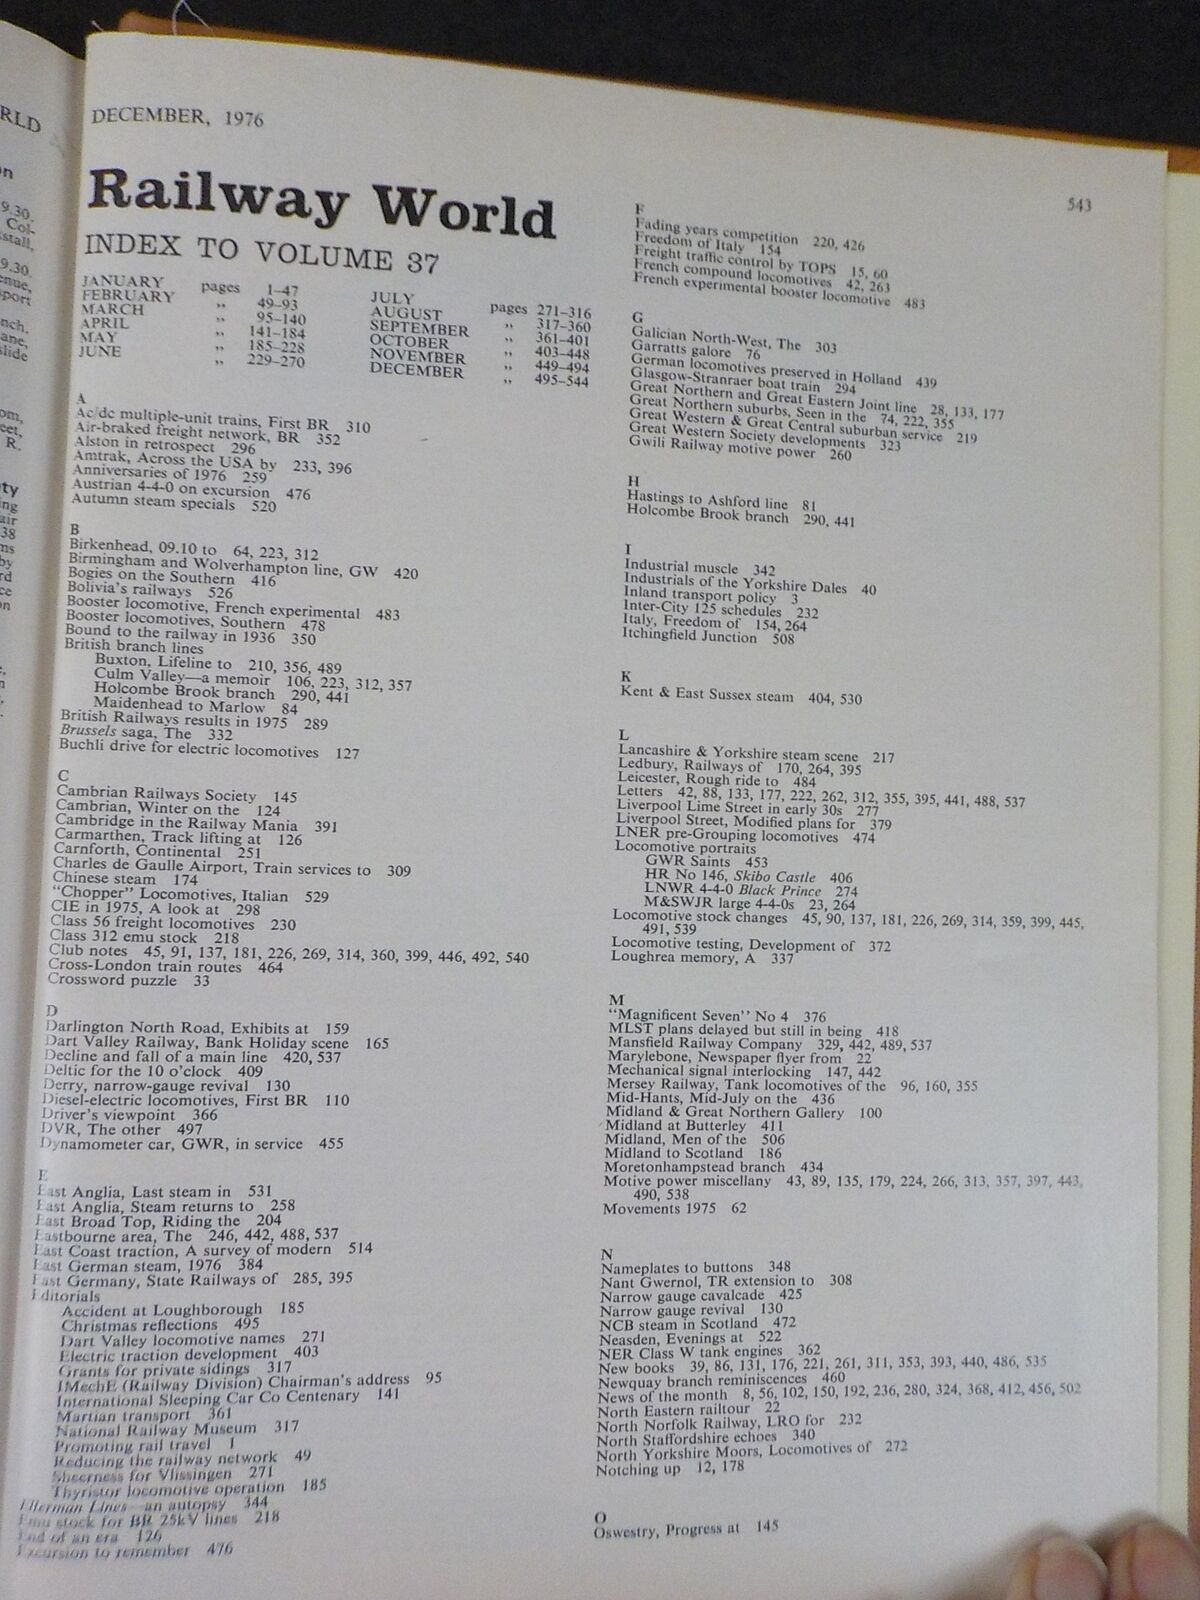 RLD
on
9.30.
Col-
stall,
9.30.
enue,
sport
nch.
ane,
slide
om,
eet,
R.
ty
ing
air
38
ms
by
rd
ce
on
DECEMBER, 1976
543
Railway World
INDEX TO VOLUME 37
JANUARY pages 1–47
FEBRUARY ,, 49–93
MARCH ,, 95–140
APRIL ,, 141–184
MAY ,, 185–228
JUNE ,, 229–270
JULY pages 271–316
AUGUST ,, 317–360
SEPTEMBER ,, 361–401
OCTOBER ,, 403–448
NOVEMBER ,, 449–494
DECEMBER ,, 495–544
A
Ac/dc multiple-unit trains, First BR 310
Air-braked freight network, BR 352
Alston in retrospect 296
Amtrak, Across the USA by 233, 396
Anniversaries of 1976 259
Austrian 4-4-0 on excursion 476
Autumn steam specials 520
B
Birkenhead, 09.10 to 64, 223, 312
Birmingham and Wolverhampton line, GW 420
Bogies on the Southern 416
Bolivia's railways 526
Booster locomotive, French experimental 483
Booster locomotives, Southern 478
Bound to the railway in 1936 350
British branch lines
Buxton, Lifeline to 210, 356, 489
Culm Valley—a memoir 106, 223, 312, 357
Holcombe Brook branch 290, 441
Maidenhead to Marlow 84
British Railways results in 1975 289
Brussels saga, The 332
Buchli drive for electric locomotives 127
C
Cambrian Railways Society 145
Cambrian, Winter on the 124
Cambridge in the Railway Mania 391
Carmarthen, Track lifting at 126
Carnforth, Continental 251
Charles de Gaulle Airport, Train services to 309
Chinese steam 174
"Chopper" Locomotives, Italian 529
CIE in 1975, A look at 298
Class 56 freight locomotives 230
Class 312 emu stock 218
Club notes 45, 91, 137, 181, 226, 269, 314, 360, 399, 446, 492, 540
Cross-London train routes 464
Crossword puzzle 33
D
Darlington North Road, Exhibits at 159
Dart Valley Railway, Bank Holiday scene 165
Decline and fall of a main line 420, 537
Deltic for the 10 o'clock 409
Derry, narrow-gauge revival 130
Diesel-electric locomotives, First BR 110
Driver's viewpoint 366
DVR, The other 497
Dynamometer car, GWR, in service 455
E
East Anglia, Last steam in 531
East Anglia, Steam returns to 258
East Broad Top, Riding the 204
Eastbourne area, The 246, 442, 488, 537
East Coast traction, A survey of modern 514
East German steam, 1976 384
East Germany, State Railways of 285, 395
Editorials
Accident at Loughborough 185
Christmas reflections 495
Dart Valley locomotive names 271
Electric traction development 403
Grants for private sidings 317
IMechE (Railway Division) Chairman's address 95
International Sleeping Car Co Centenary 141
Martian transport 361
National Railway Museum 317
Promoting rail travel 1
Reducing the railway network 49
Sheerness for Vlissingen 271
Thyristor locomotive operation 185
Ellerman Lines—an autopsy 344
Emu stock for BR 25kV lines 218
End of an era 126
Excursion to remember 476
F
Fading years competition 220, 426
Freedom of Italy 154
Freight traffic control by TOPS 15, 60
French compound locomotives 42, 263
French experimental booster locomotive 483
G
Galician North-West, The 303
Garratts galore 76
German locomotives preserved in Holland 439
Glasgow-Stranraer boat train 294
Great Northern and Great Eastern Joint line 28, 133, 177
Great Northern suburbs, Seen in the 74, 222, 355
Great Western & Great Central suburban service 219
Great Western Society developments 323
Gwili Railway motive power 260
H
Hastings to Ashford line 81
Holcombe Brook branch 290, 441
I
Industrial muscle 342
Industrials of the Yorkshire Dales 40
Inland transport policy 3
Inter-City 125 schedules 232
Italy, Freedom of 154, 264
Itchingfield Junction 508
K
Kent & East Sussex steam 404, 530
L
Lancashire & Yorkshire steam scene 217
Ledbury, Railways of 170, 264, 395
Leicester, Rough ride to 484
Letters 42, 88, 133, 177, 222, 262, 312, 355, 395, 441, 488, 537
Liverpool Lime Street in early 30s 277
Liverpool Street, Modified plans for 379
LNER pre-Grouping locomotives 474
Locomotive portraits
GWR Saints 453
HR No 146, Skibo Castle 406
LNWR 4-4-0 Black Prince 274
M&SWJR large 4-4-0s 23, 264
Locomotive stock changes 45, 90, 137, 181, 226, 269, 314, 359, 399, 445,
491, 539
Locomotive testing, Development of 372
Loughrea memory, A 337
M
"Magnificent Seven" No 4 376
MLST plans delayed but still in being 418
Mansfield Railway Company 329, 442, 489, 537
Marylebone, Newspaper flyer from 22
Mechanical signal interlocking 147, 442
Mersey Railway, Tank locomotives of the 96, 160, 355
Mid-Hants, Mid-July on the 436
Midland & Great Northern Gallery 100
Midland at Butterley 411
Midland, Men of the 506
Midland to Scotland 186
Moretonhampstead branch 434
Motive power miscellany 43, 89, 135, 179, 224, 266, 313, 357, 397, 443,
490, 538
Movements 1975 62
N
Nameplates to buttons 348
Nant Gwernol, TR extension to 308
Narrow gauge cavalcade 425
Narrow gauge revival 130
NCB steam in Scotland 472
Neasden, Evenings at 522
NER Class W tank engines 362
New books 39, 86, 131, 176, 221, 261, 311, 353, 393, 440, 486, 535
Newquay branch reminiscences 460
News of the month 8, 56, 102, 150, 192, 236, 280, 324, 368, 412, 456, 502
North Eastern railtour 22
North Norfolk Railway, LRO for 232
North Staffordshire echoes 340
North Yorkshire Moors, Locomotives of 272
Notching up 12, 178
O
Oswestry, Progress at 145